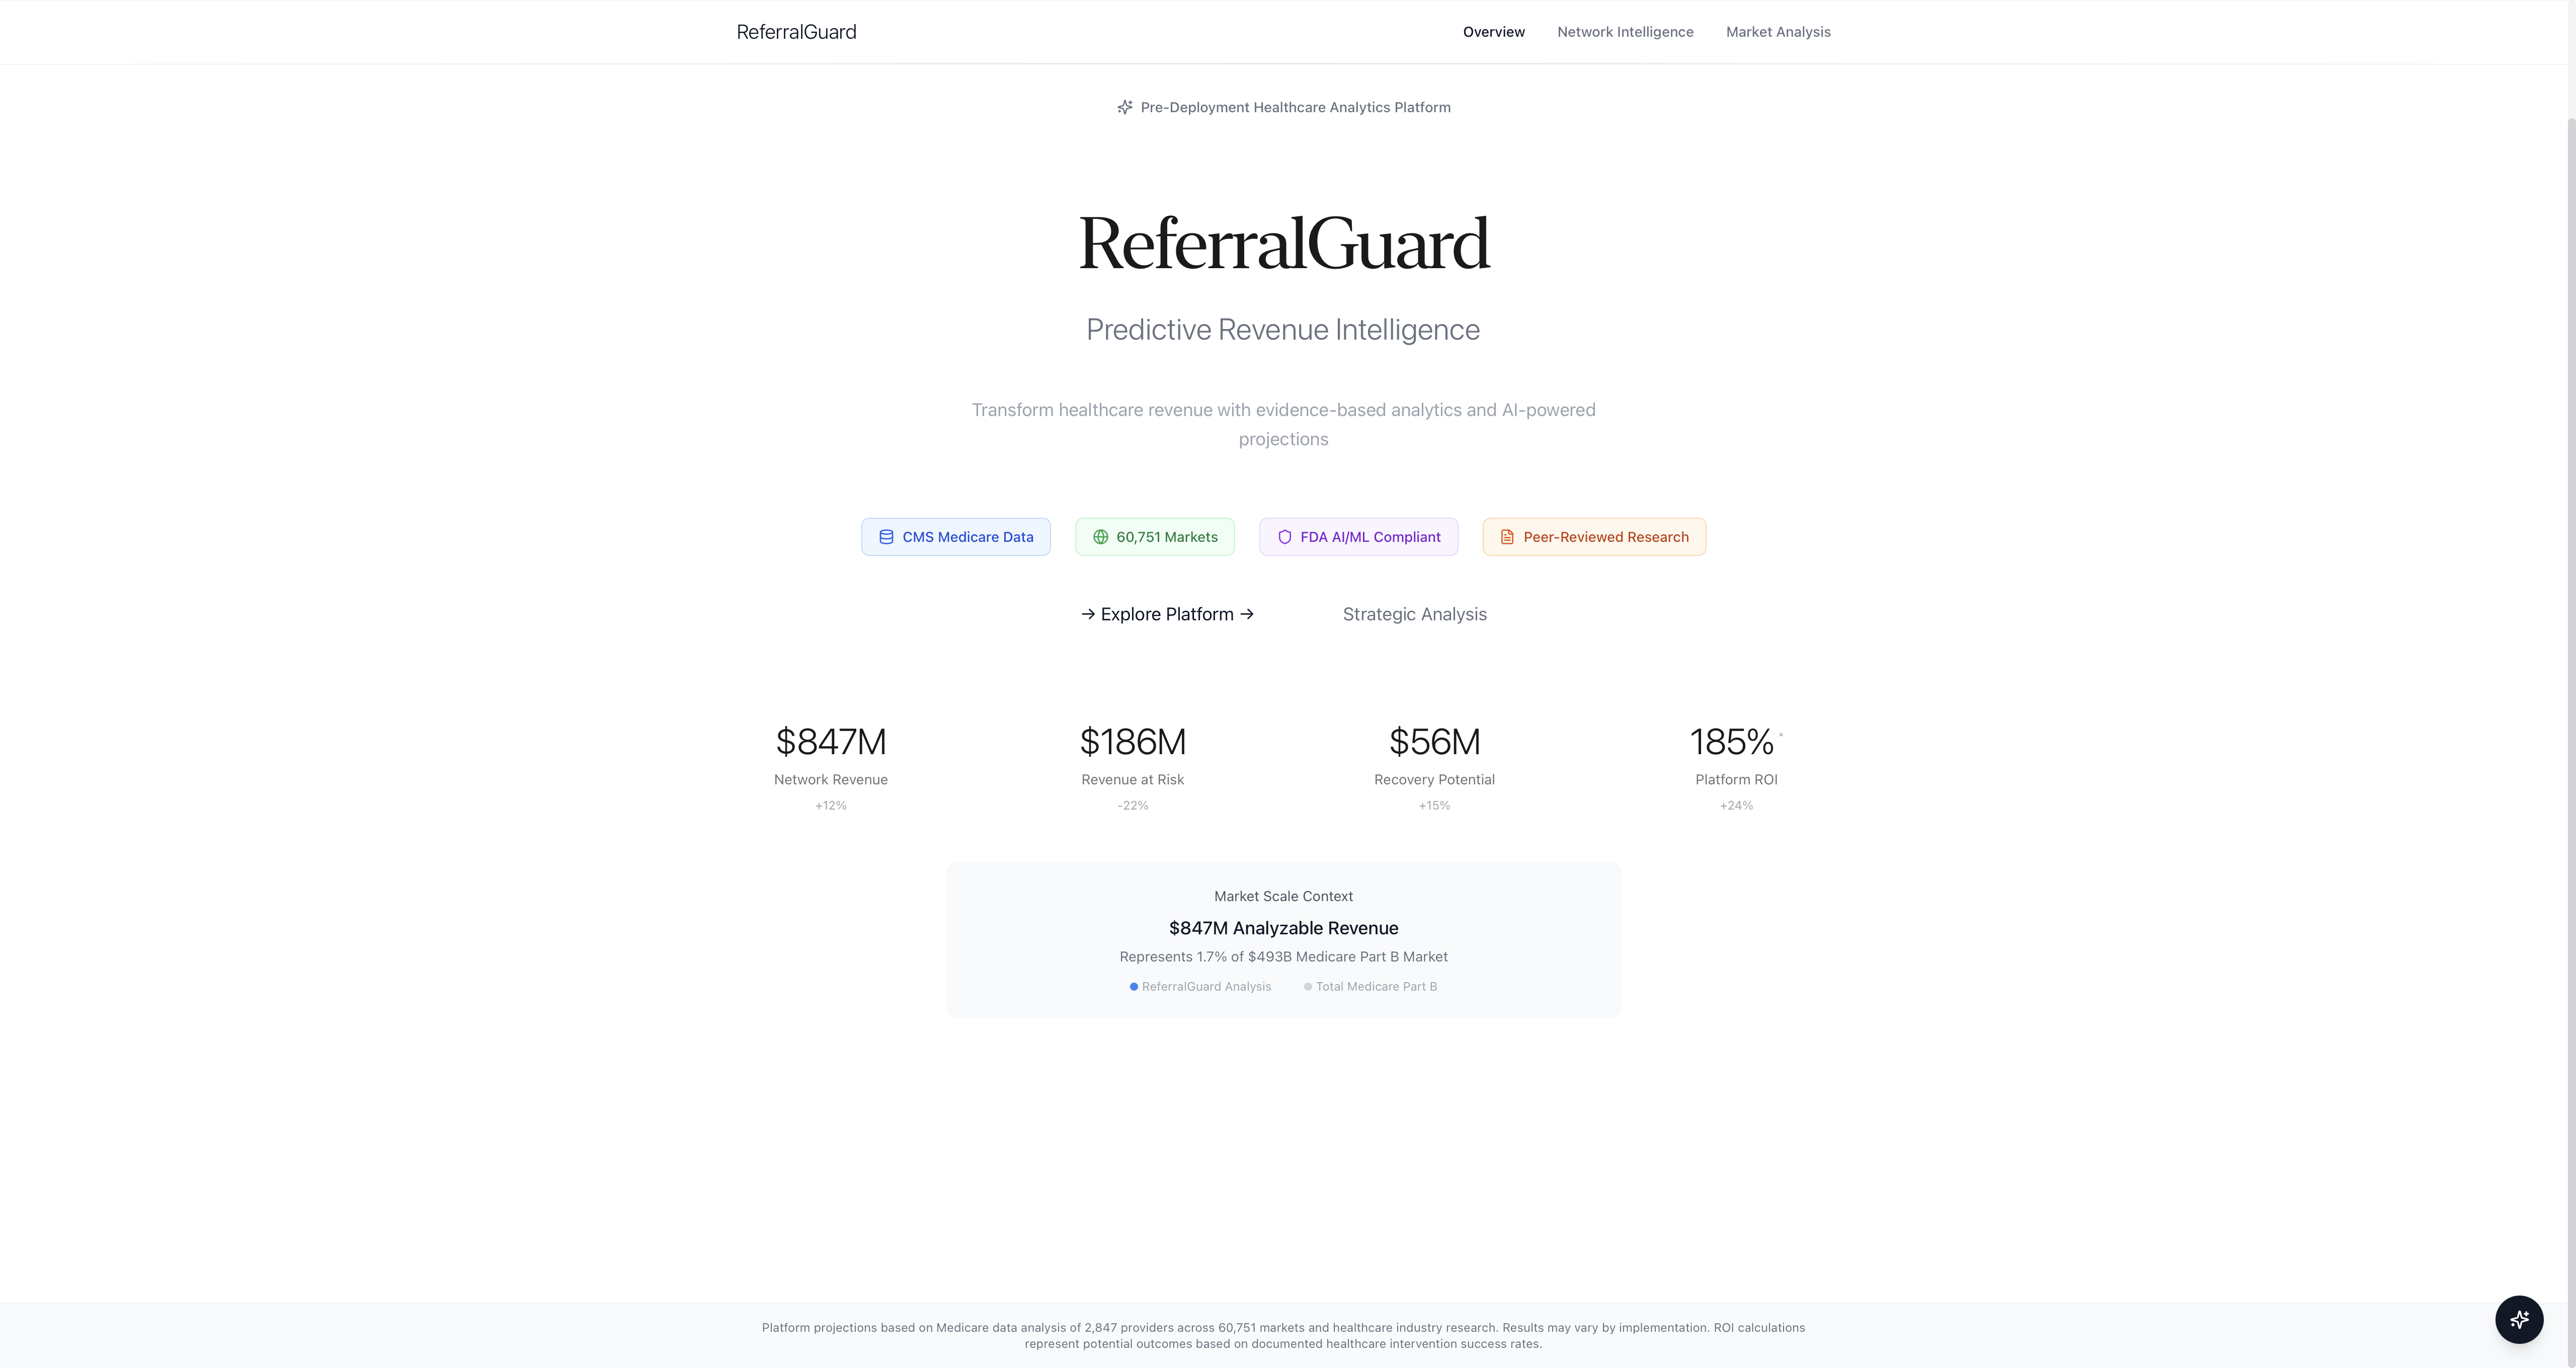 ReferralGuard
Overview
Network Intelligence
Market Analysis
Pre-Deployment Healthcare Analytics Platform
ReferralGuard
Predictive Revenue Intelligence
Transform healthcare revenue with evidence-based analytics and AI-powered
projections
CMS Medicare Data
60,751 Markets
FDA AI/ML Compliant
Peer-Reviewed Research
→ Explore Platform →
Strategic Analysis
$847M
Network Revenue
+12%
$186M
Revenue at Risk
-22%
$56M
Recovery Potential
+15%
185% *
Platform ROI
+24%
Market Scale Context
$847M Analyzable Revenue
Represents 1.7% of $493B Medicare Part B Market
ReferralGuard Analysis
Total Medicare Part B
Platform projections based on Medicare data analysis of 2,847 providers across 60,751 markets and healthcare industry research. Results may vary by implementation. ROI calculations
represent potential outcomes based on documented healthcare intervention success rates.